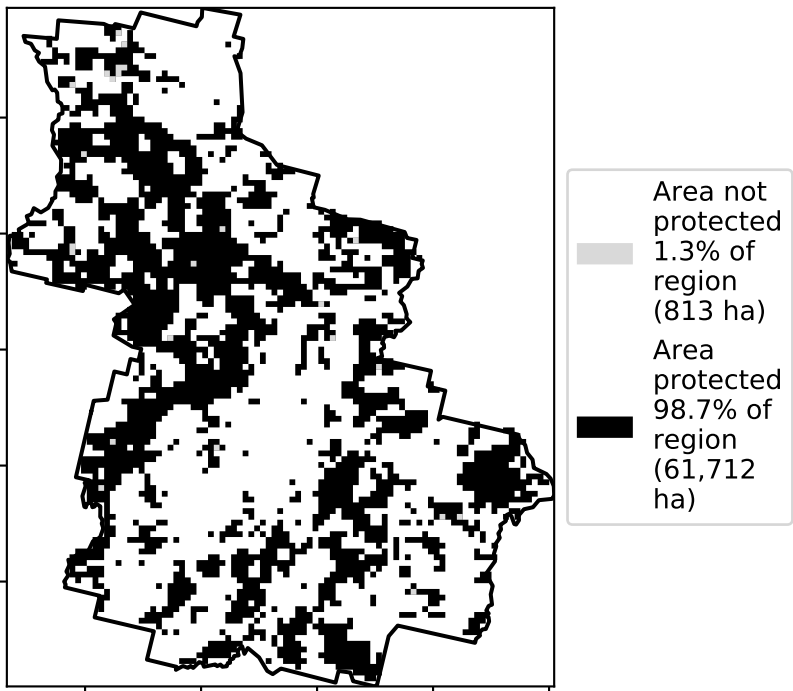 Area not
protected
1.3% of
region
(813 ha)
Area
protected
98.7% of
region
(61,712
ha)